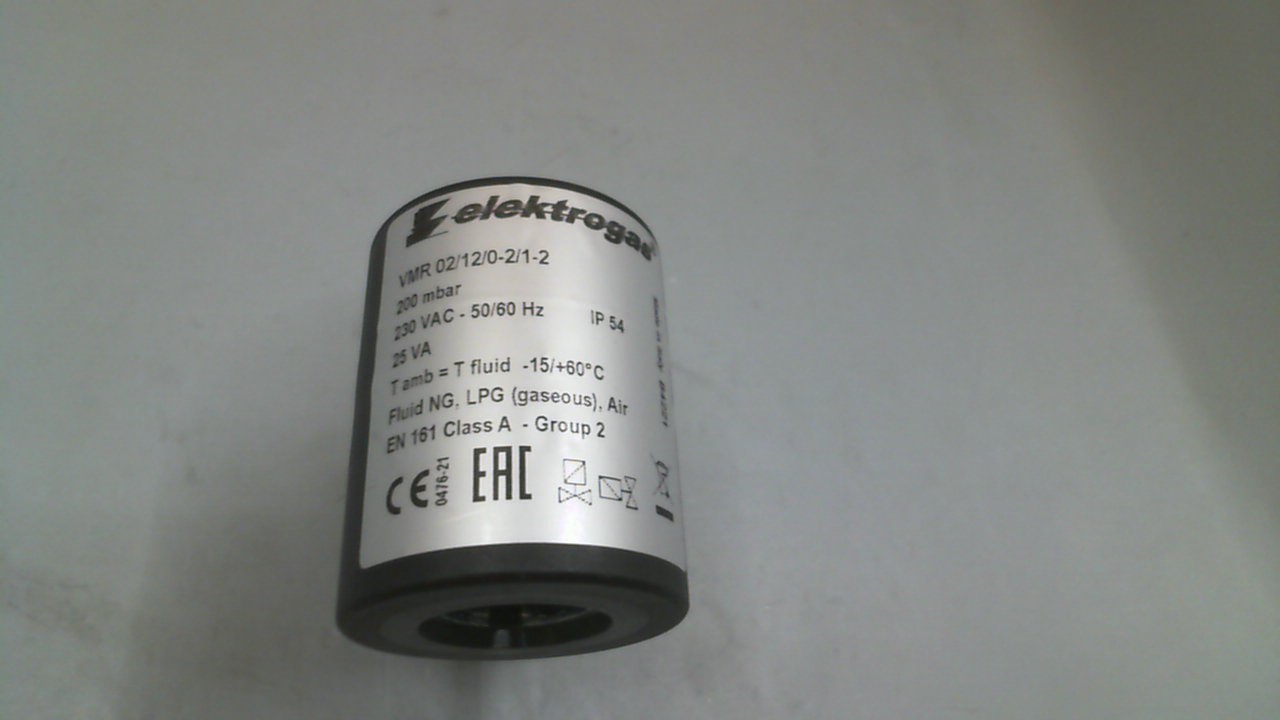 elektrogas
VMR 02/12/0-2/1-2
200 mbar
230 VAC - 50/60 Hz IP 54
25 VA
T amb = T fluid -15/+60°C
Fluid NG, LPG (gaseous), Air
EN 161 Class A - Group 2
CE 0476-21 EAC